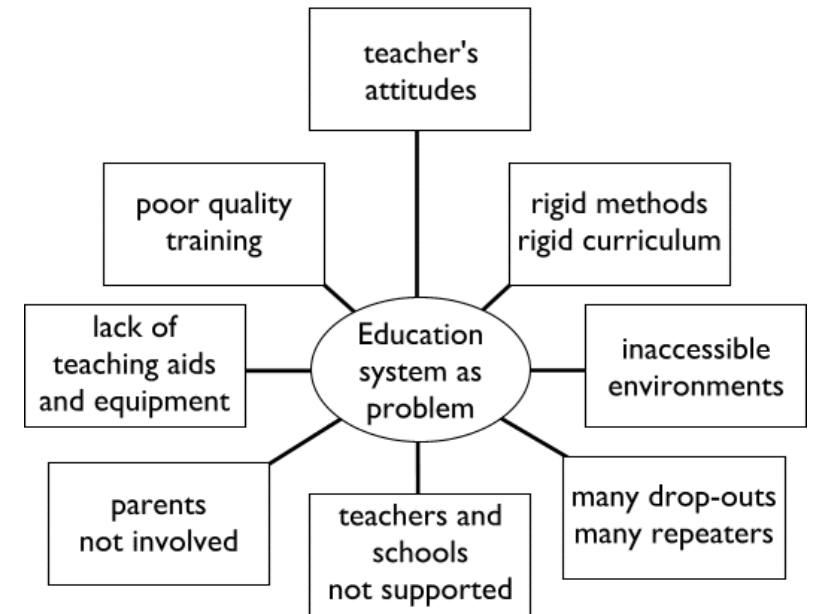 teacher's
attitudes
poor quality
training
rigid methods
rigid curriculum
lack of
teaching aids
and equipment
Education
system as
problem
inaccessible
environments
parents
not involved
teachers and
schools
not supported
many drop-outs
many repeaters